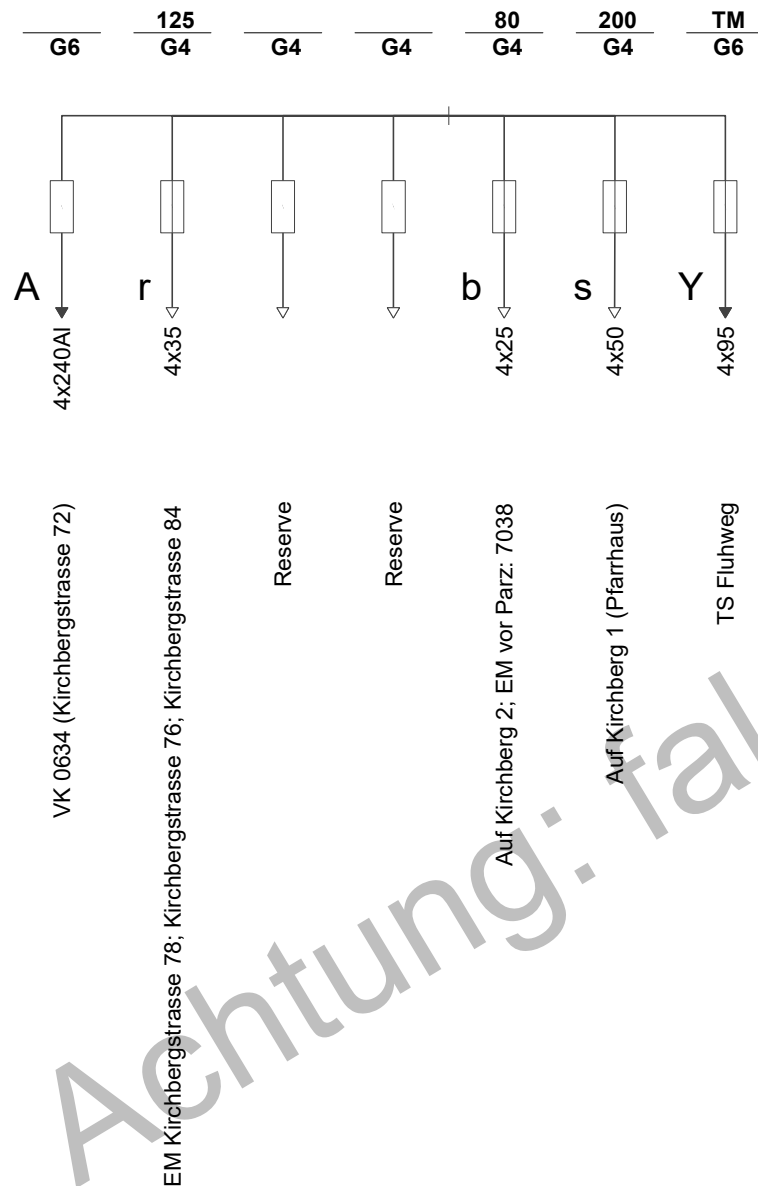 125 80 200 TM
G6 G4 G4 G4 G4 G4 G6
A r b s Y
4x240Al 4x35 4x25 4x50 4x95
VK 0634 (Kirchbergstrasse 72)
EM Kirchbergstrasse 78; Kirchbergstrasse 76; Kirchbergstrasse 84
Reserve
Reserve
Auf Kirchberg 2; EM vor Parz: 7038
Auf Kirchberg 1 (Pfarrhaus)
TS Fluhweg
Achtung: fal